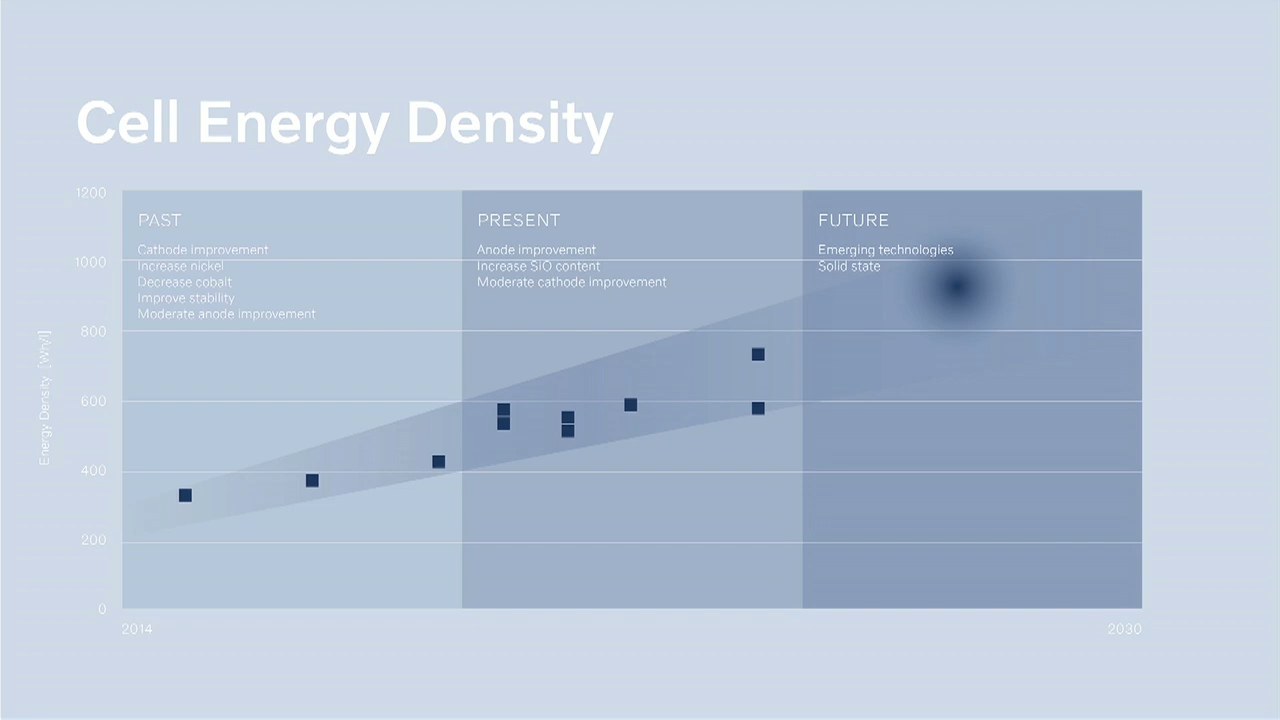 Cell Energy Density
1200
1000
800
600
400
200
0
Energy Density [Wh/l]
PAST
Cathode improvement
Increase nickel
Decrease cobalt
Improve stability
Moderate anode improvement
PRESENT
Anode improvement
Increase SiO content
Moderate cathode improvement
FUTURE
Emerging technologies
Solid state
2014
2030